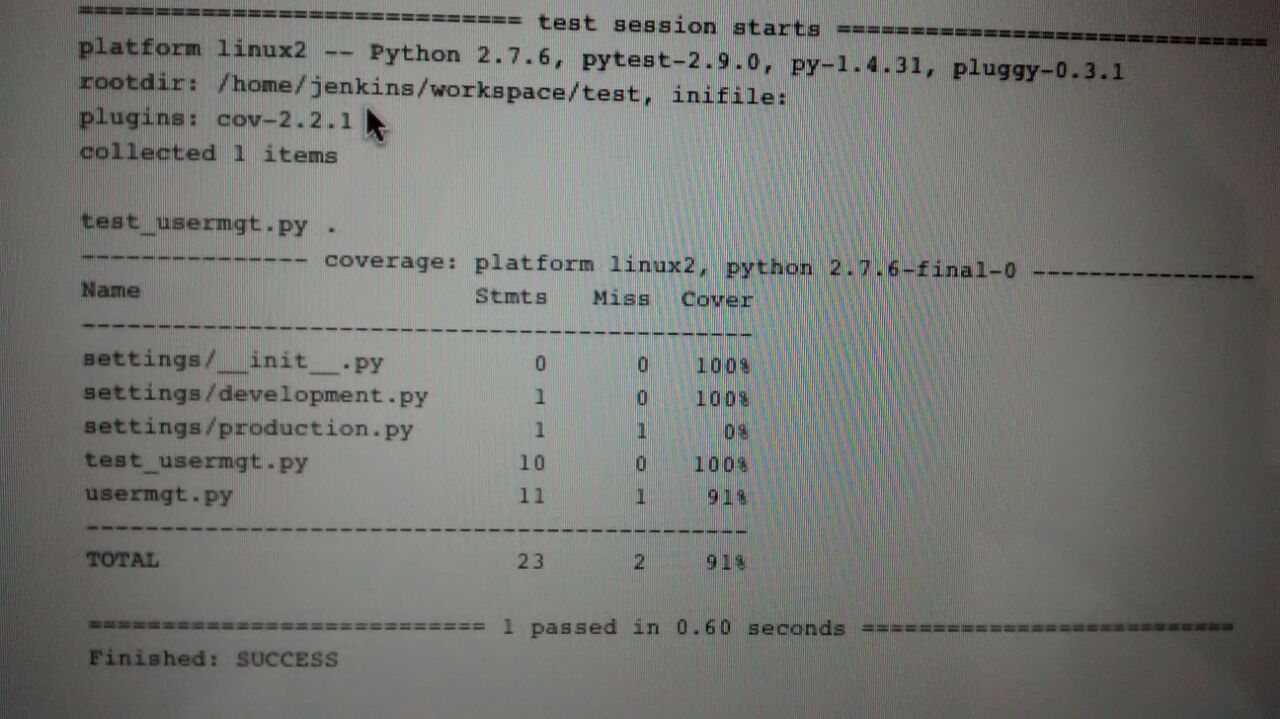 ============================= test session starts =============================
platform linux2 -- Python 2.7.6, pytest-2.9.0, py-1.4.31, pluggy-0.3.1
rootdir: /home/jenkins/workspace/test, inifile:
plugins: cov-2.2.1
collected 1 items
test_usermgt.py .
--------------- coverage: platform linux2, python 2.7.6-final-0 ---------------
Name Stmts Miss Cover
---------------------------------------------
settings/__init__.py 0 0 100%
settings/development.py 1 0 100%
settings/production.py 1 1 0%
test_usermgt.py 10 0 100%
usermgt.py 11 1 91%
---------------------------------------------
TOTAL 23 2 91%
=========================== 1 passed in 0.60 seconds ===========================
Finished: SUCCESS